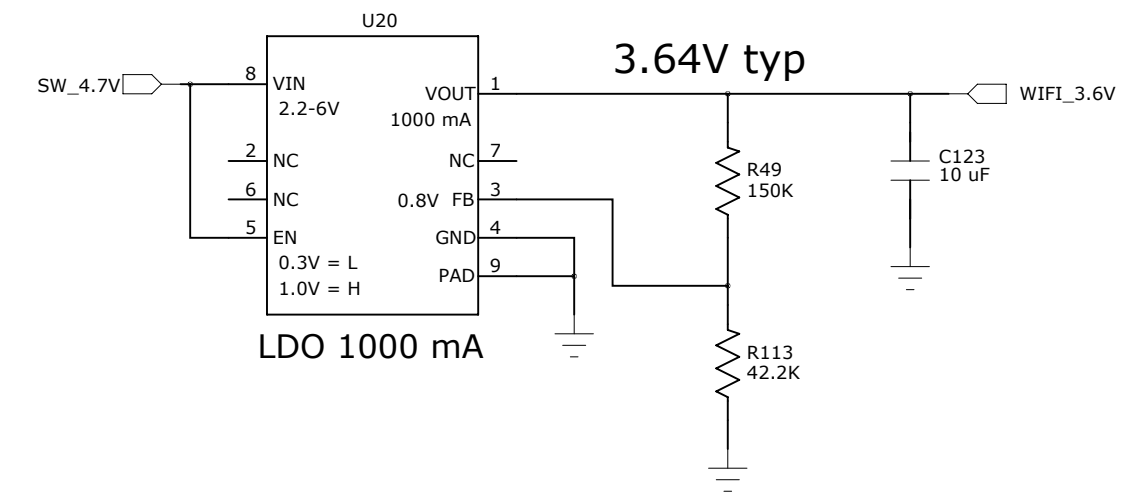 U20
3.64V typ
SW_4.7V
8
VIN
2.2-6V
VOUT
1
1000 mA
WIFI_3.6V
2
NC
NC
7
6
NC
0.8V FB
3
5
EN
GND
4
0.3V = L
1.0V = H
PAD
9
R49
150K
C123
10 uF
LDO 1000 mA
R113
42.2K